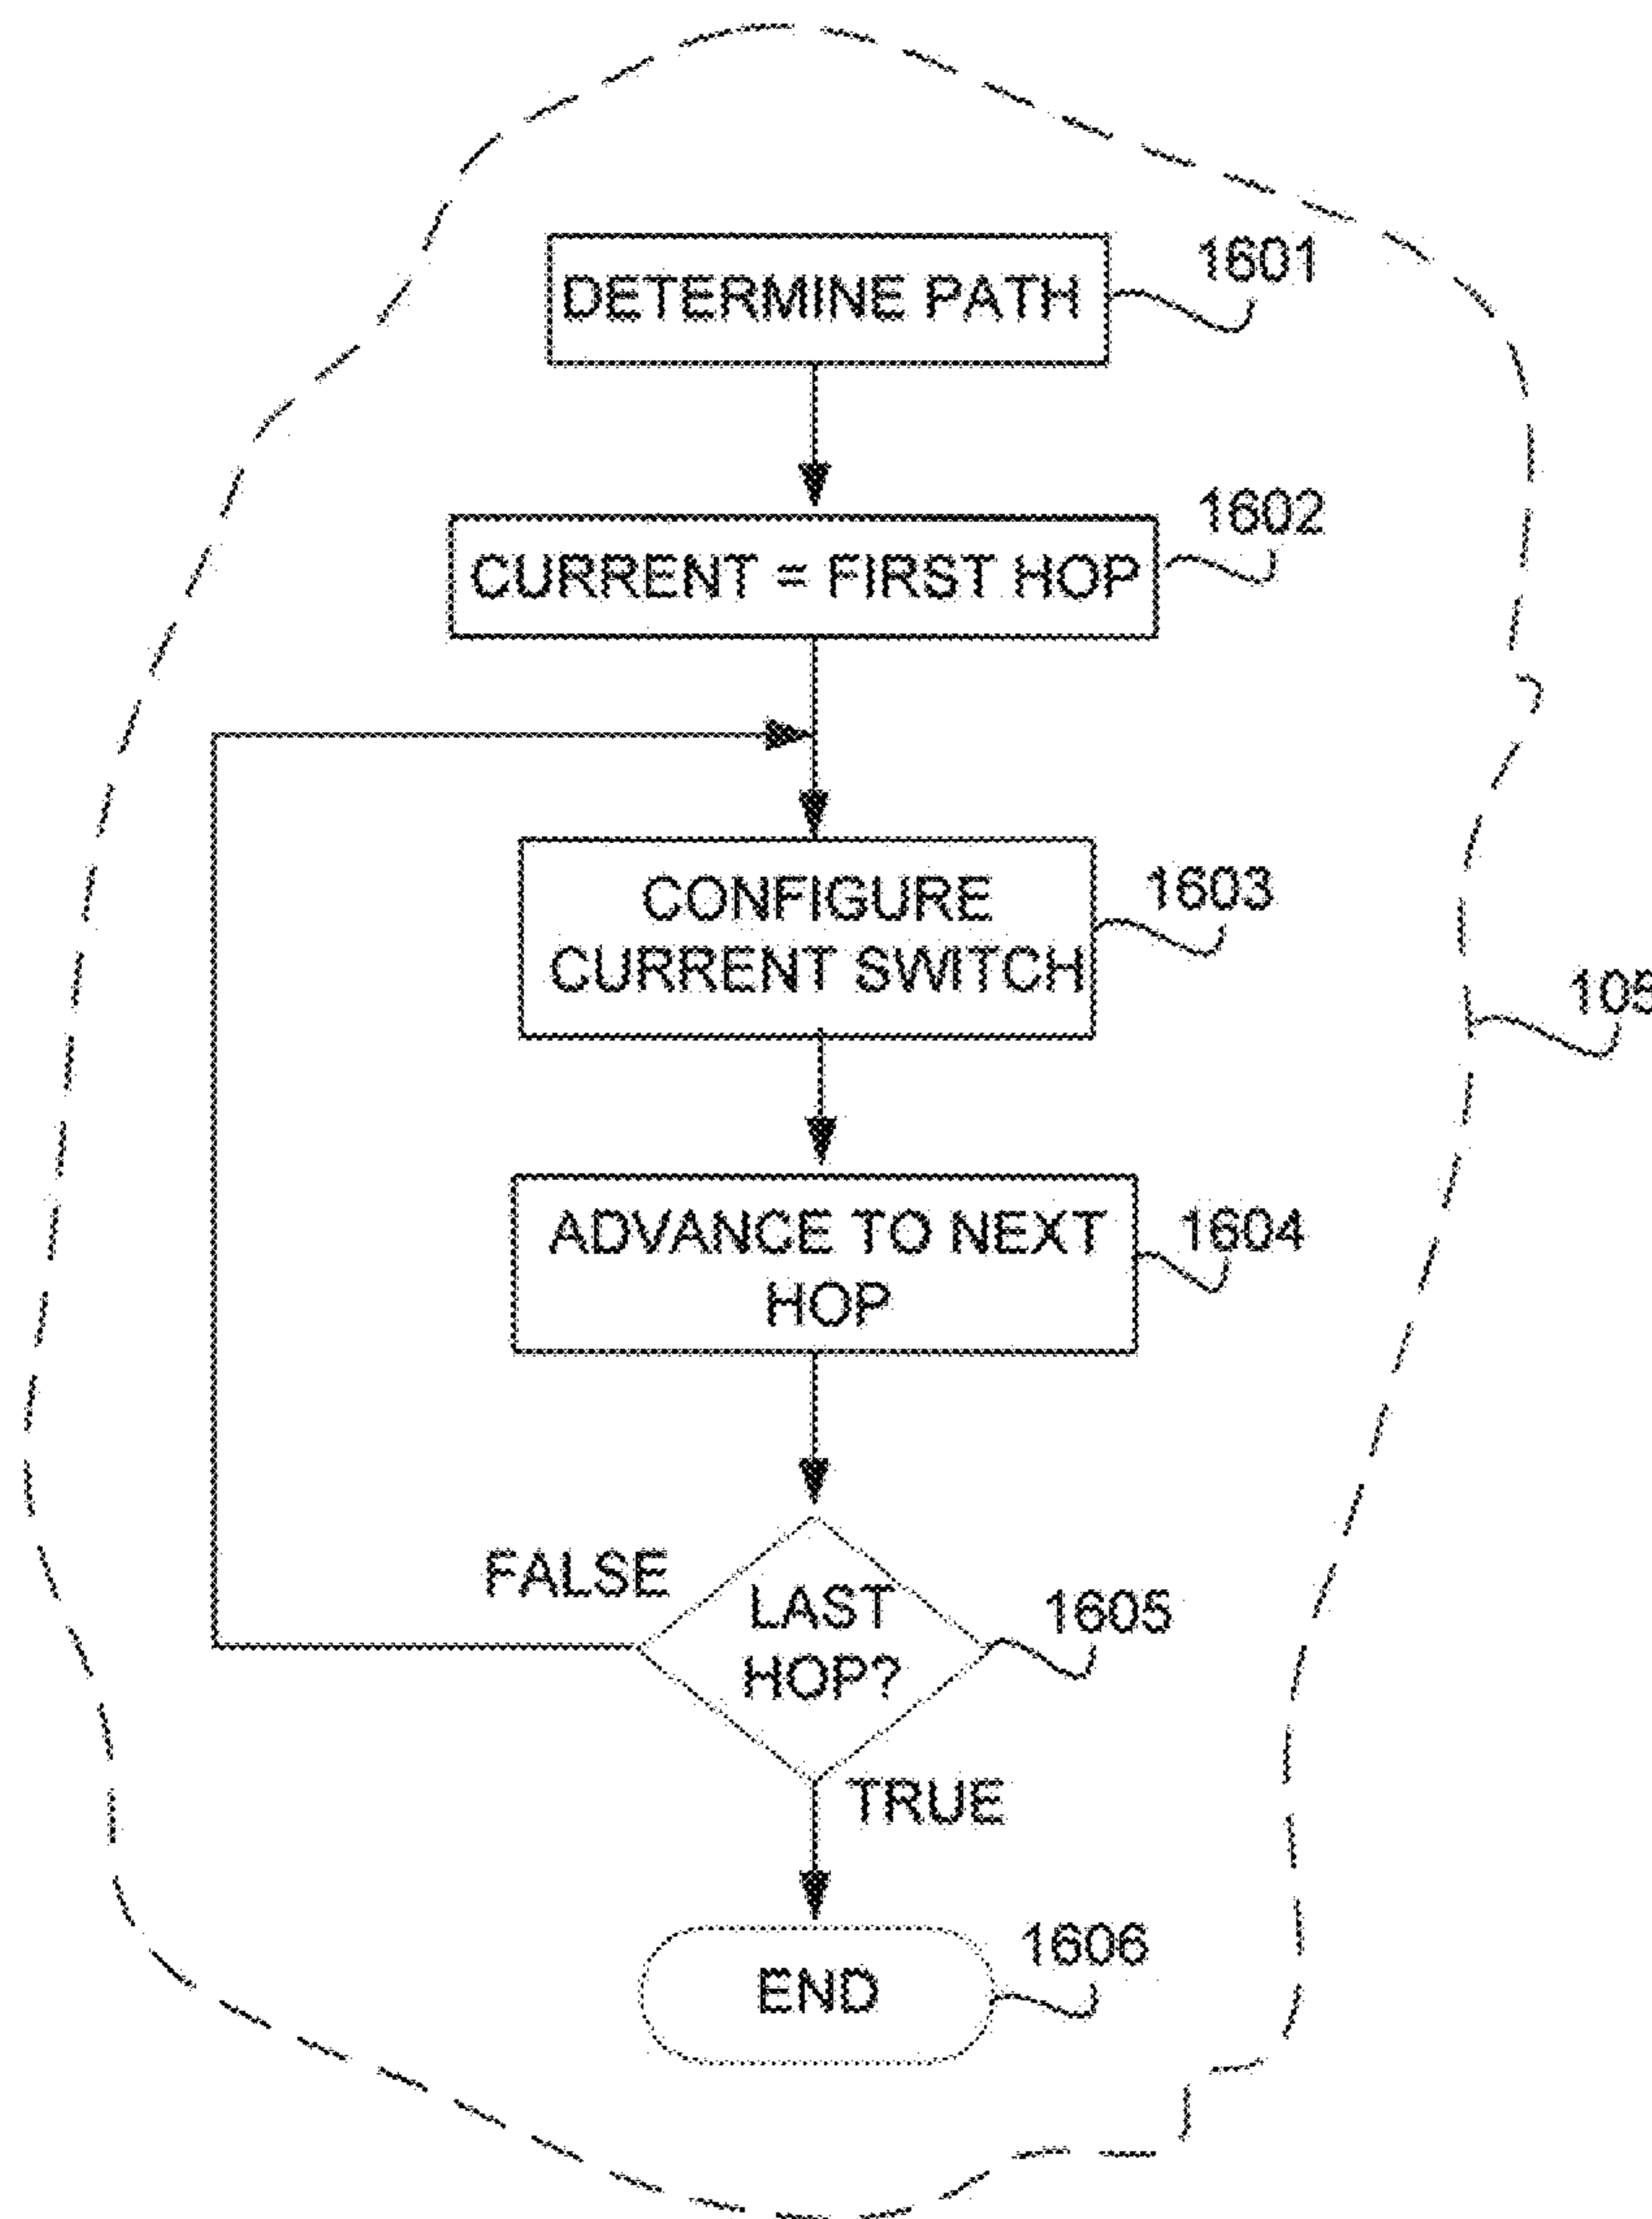 DETERMINE PATH
1601
CURRENT = FIRST HOP
1602
CONFIGURE
CURRENT SWITCH
1603
105
ADVANCE TO NEXT
HOP
1604
FALSE
LAST
HOP?
1605
TRUE
END
1606